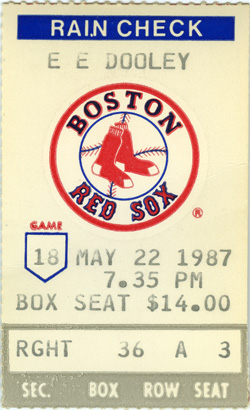 RAIN CHECK
E E DOOLEY
BOSTON
RED SOX
®
GAME
18 MAY 22 1987
7.35 PM
BOX SEAT $14.00
RGHT 36 A 3
SEC. BOX ROW SEAT